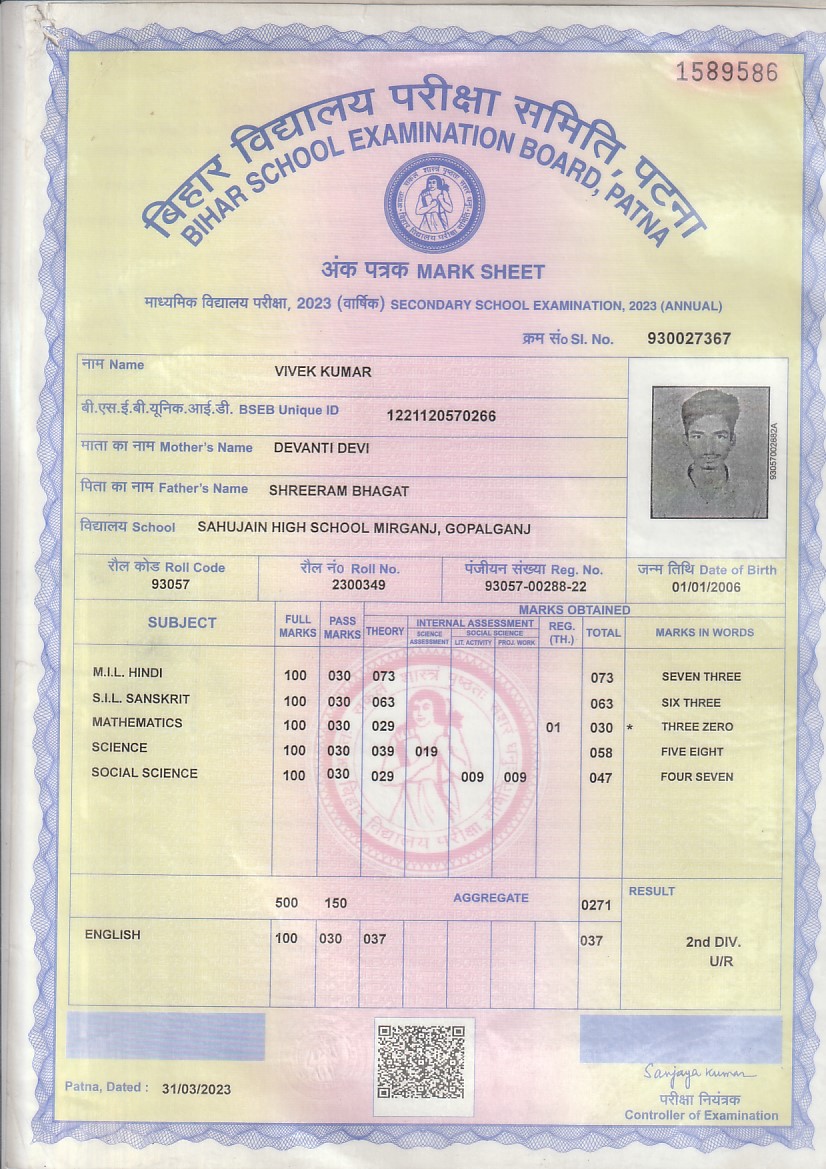 1589586
बिहार विद्यालय परीक्षा समिति, पटना
BIHAR SCHOOL EXAMINATION BOARD, PATNA
अंक पत्रक MARK SHEET
माध्यमिक विद्यालय परीक्षा, 2023 (वार्षिक) SECONDARY SCHOOL EXAMINATION, 2023 (ANNUAL)
क्रम सं० Sl. No. 930027367
नाम Name VIVEK KUMAR
बी.एस.ई.बी.यूनिक.आई.डी. BSEB Unique ID 1221120570266
माता का नाम Mother's Name DEVANTI DEVI
पिता का नाम Father's Name SHREERAM BHAGAT
विद्यालय School SAHUJAIN HIGH SCHOOL MIRGANJ, GOPALGANJ
93057002682A
रौल कोड Roll Code रौल नं० Roll No. पंजीयन संख्या Reg. No. जन्म तिथि Date of Birth
93057 2300349 93057-00288-22 01/01/2006
SUBJECT FULL MARKS PASS MARKS MARKS OBTAINED
THEORY INTERNAL ASSESSMENT REG. (TH.) TOTAL MARKS IN WORDS
SCIENCE ASSESSMENT SOCIAL SCIENCE
LIT. ACTIVITY PROJ. WORK
M.I.L. HINDI 100 030 073 073 SEVEN THREE
S.I.L. SANSKRIT 100 030 063 063 SIX THREE
MATHEMATICS 100 030 029 01 030 * THREE ZERO
SCIENCE 100 030 039 019 058 FIVE EIGHT
SOCIAL SCIENCE 100 030 029 009 009 047 FOUR SEVEN
बिहार विद्यालय परीक्षा समिति
500 150 AGGREGATE 0271 RESULT
ENGLISH 100 030 037 037 2nd DIV.
U/R
Patna, Dated : 31/03/2023
Sanjaya Kumar
परीक्षा नियंत्रक
Controller of Examination